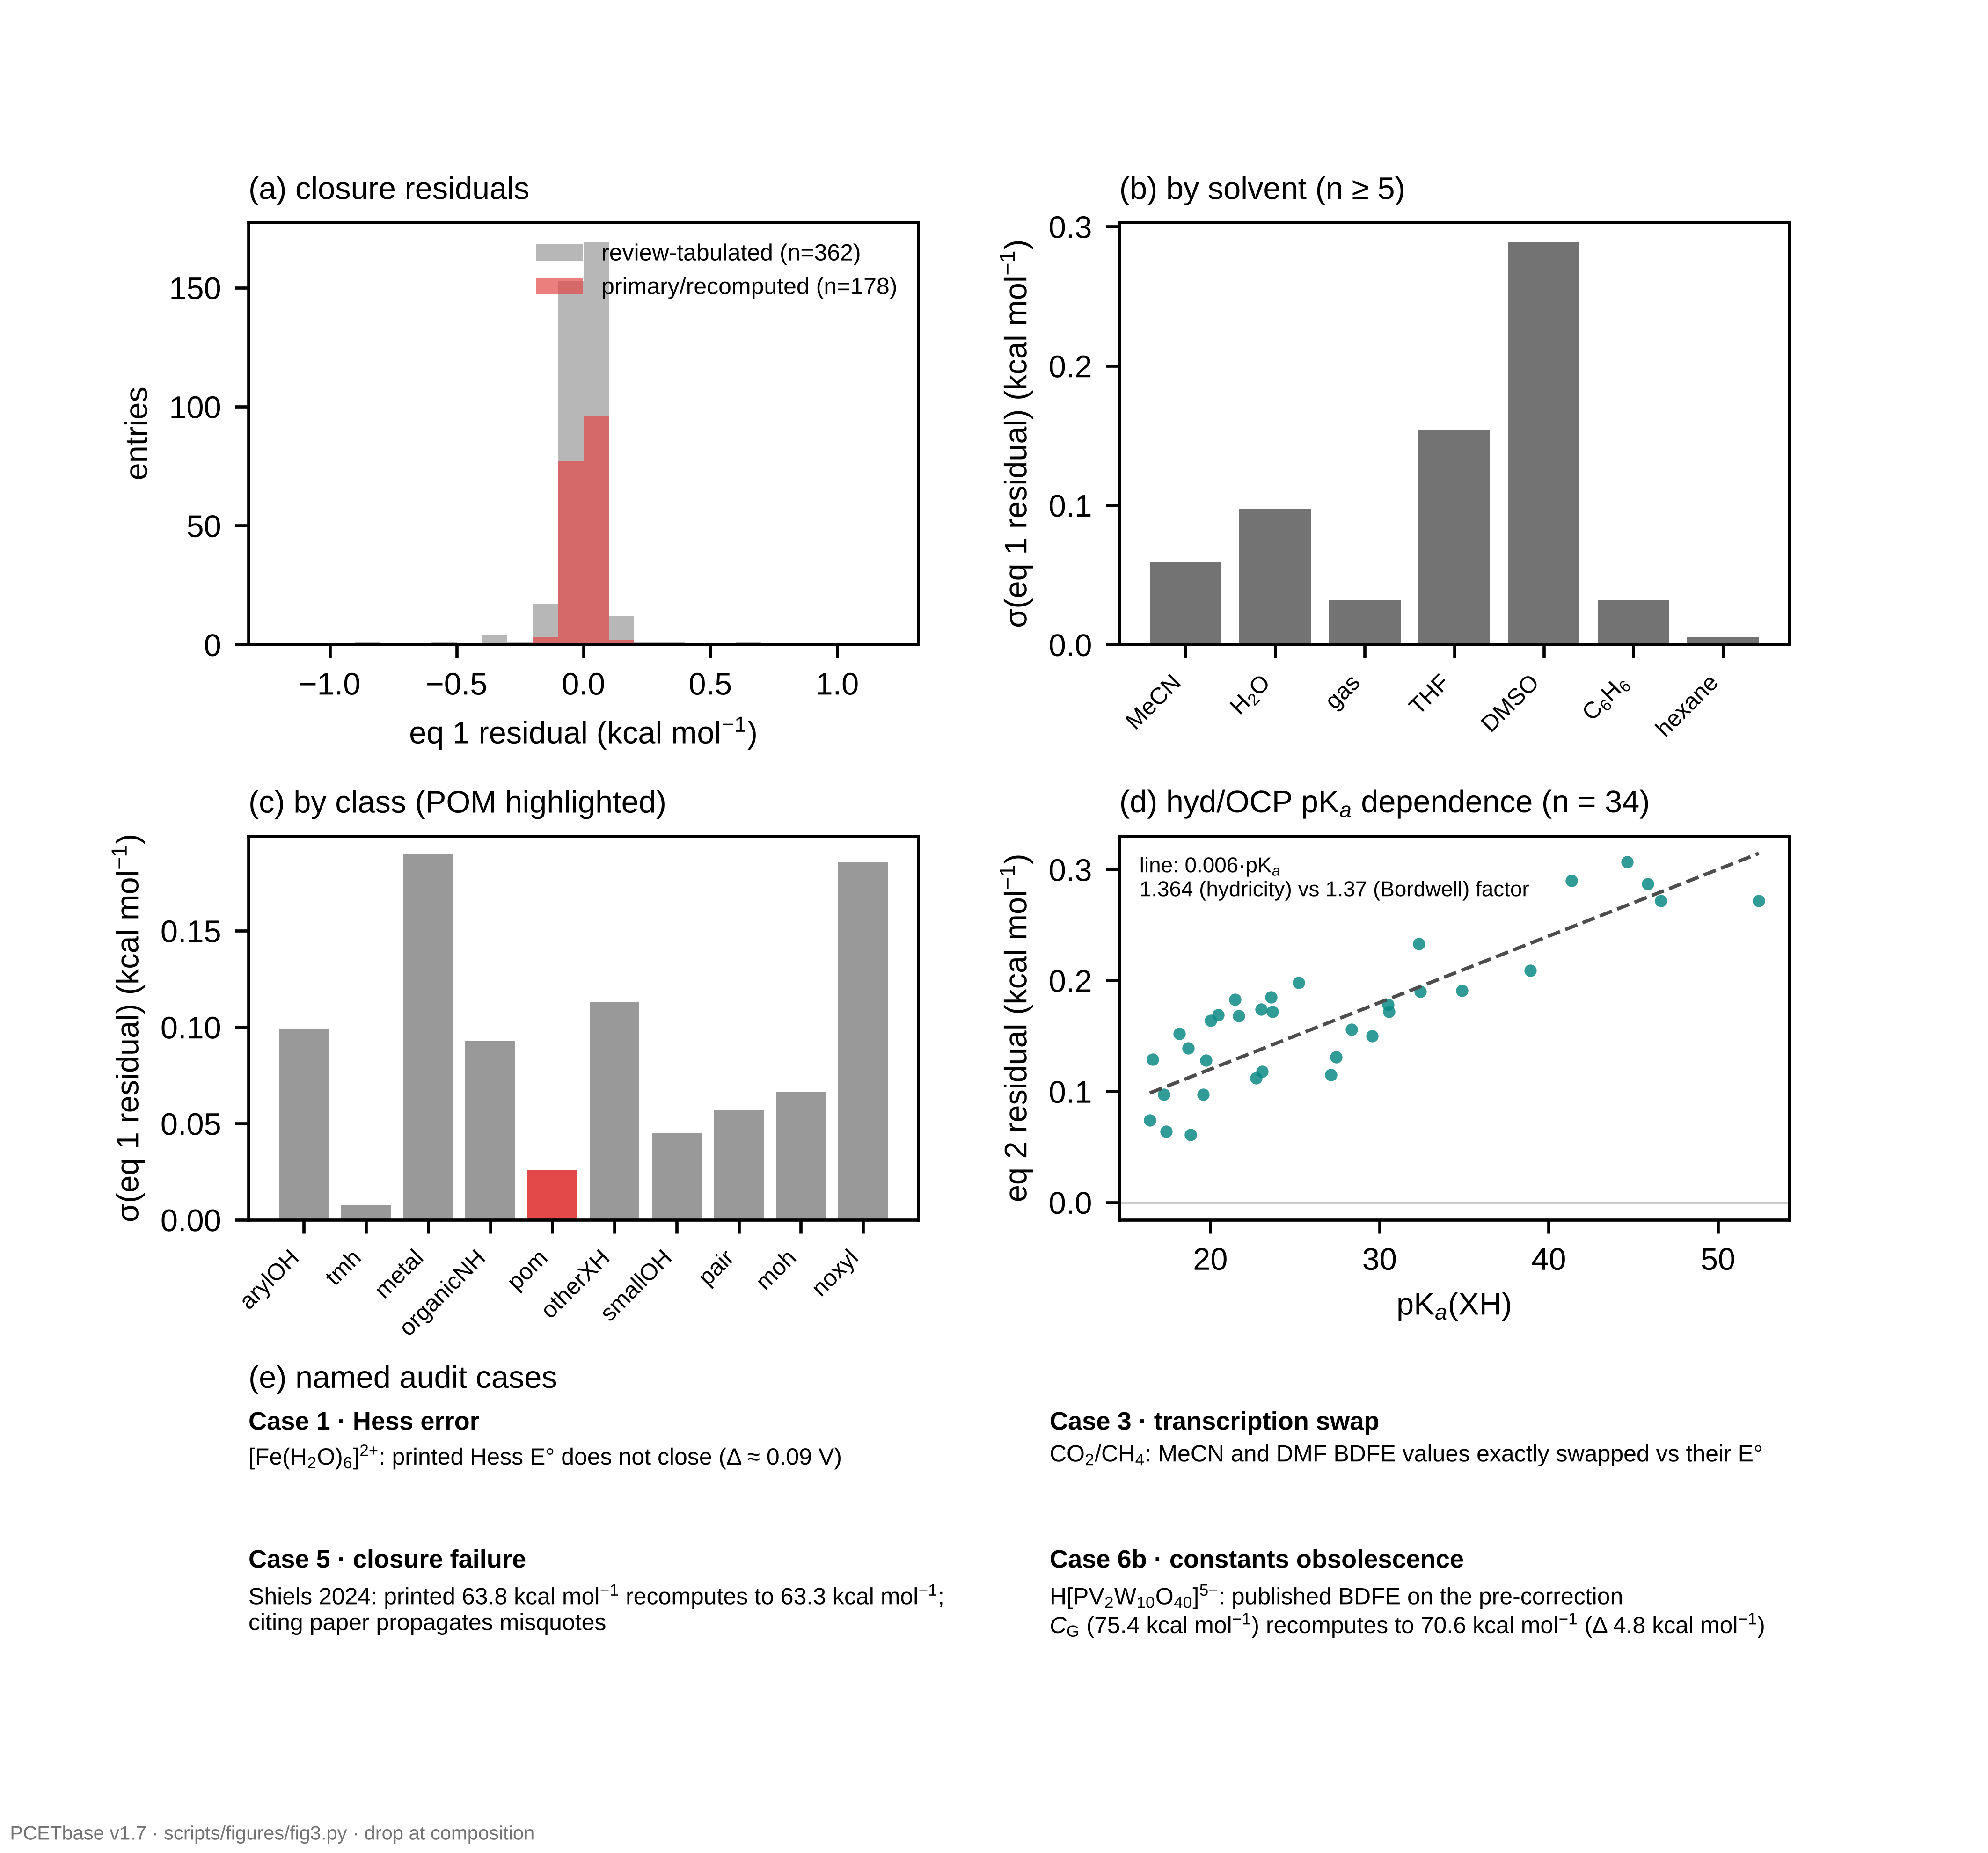 (a) closure residuals
review-tabulated (n=362)
primary/recomputed (n=178)
150
100
50
0
entries
−1.0 −0.5 0.0 0.5 1.0
eq 1 residual (kcal mol⁻¹)
(b) by solvent (n ≥ 5)
0.3
0.2
0.1
0.0
σ(eq 1 residual) (kcal mol⁻¹)
MeCN H₂O gas THF DMSO C₆H₆ hexane
(c) by class (POM highlighted)
0.15
0.10
0.05
0.00
σ(eq 1 residual) (kcal mol⁻¹)
arylOH tmh metal organicNH pom otherXH smallOH pair moh noxyl
(d) hyd/OCP pKₐ dependence (n = 34)
line: 0.006·pKₐ
1.364 (hydricity) vs 1.37 (Bordwell) factor
0.3
0.2
0.1
0.0
eq 2 residual (kcal mol⁻¹)
20 30 40 50
pKₐ(XH)
(e) named audit cases
Case 1 · Hess error
[Fe(H₂O)₆]²⁺: printed Hess E° does not close (Δ ≈ 0.09 V)
Case 3 · transcription swap
CO₂/CH₄: MeCN and DMF BDFE values exactly swapped vs their E°
Case 5 · closure failure
Shiels 2024: printed 63.8 kcal mol⁻¹ recomputes to 63.3 kcal mol⁻¹;
citing paper propagates misquotes
Case 6b · constants obsolescence
H[PV₂W₁₀O₄₀]⁵⁻: published BDFE on the pre-correction
C_G (75.4 kcal mol⁻¹) recomputes to 70.6 kcal mol⁻¹ (Δ 4.8 kcal mol⁻¹)
PCETbase v1.7 · scripts/figures/fig3.py · drop at composition